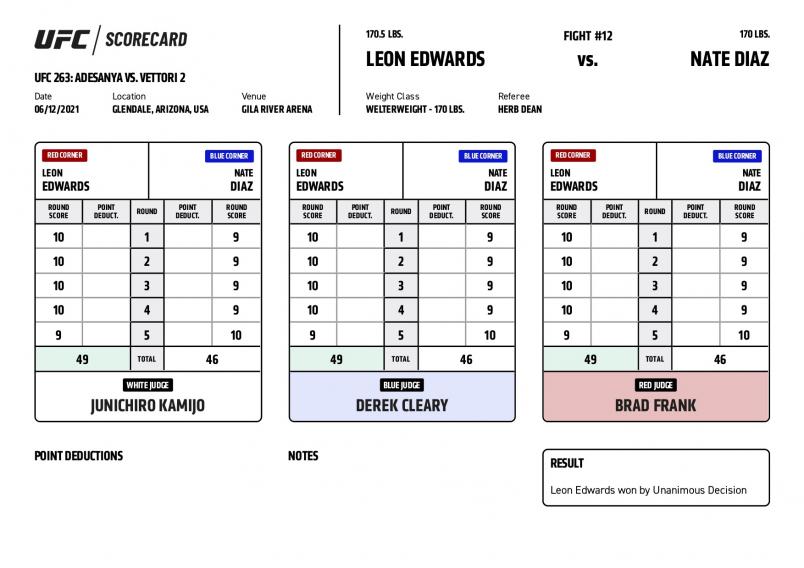 UFC / SCORECARD
UFC 263: ADESANYA VS. VETTORI 2
Date Location Venue
06/12/2021 GLENDALE, ARIZONA, USA GILA RIVER ARENA
170.5 LBS. FIGHT #12 170 LBS.
LEON EDWARDS vs. NATE DIAZ
Weight Class Referee
WELTERWEIGHT - 170 LBS. HERB DEAN
RED CORNER BLUE CORNER
LEON NATE
EDWARDS DIAZ
ROUND SCORE POINT DEDUCT. ROUND POINT DEDUCT. ROUND SCORE
10 1 9
10 2 9
10 3 9
10 4 9
9 5 10
49 TOTAL 46
WHITE JUDGE
JUNICHIRO KAMIJO
RED CORNER BLUE CORNER
LEON NATE
EDWARDS DIAZ
ROUND SCORE POINT DEDUCT. ROUND POINT DEDUCT. ROUND SCORE
10 1 9
10 2 9
10 3 9
10 4 9
9 5 10
49 TOTAL 46
BLUE JUDGE
DEREK CLEARY
RED CORNER BLUE CORNER
LEON NATE
EDWARDS DIAZ
ROUND SCORE POINT DEDUCT. ROUND POINT DEDUCT. ROUND SCORE
10 1 9
10 2 9
10 3 9
10 4 9
9 5 10
49 TOTAL 46
RED JUDGE
BRAD FRANK
POINT DEDUCTIONS
NOTES
RESULT
Leon Edwards won by Unanimous Decision